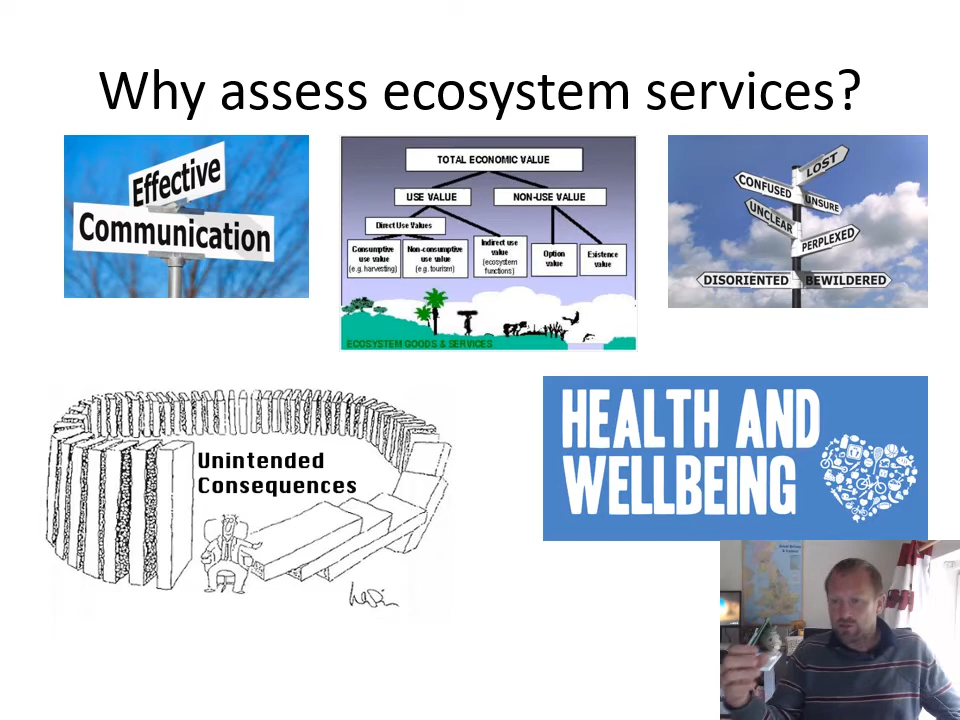 Why assess ecosystem services?
Effective
Communication
TOTAL ECONOMIC VALUE
USE VALUE
NON-USE VALUE
Direct Use Values
Consumptive
use value
(e.g. harvesting)
Non-consumptive
use value
(e.g. tourism)
Indirect use
value
(ecosystem
functions)
Option
value
Existence
value
ECOSYSTEM GOODS & SERVICES
LOST
CONFUSED
UNSURE
UNCLEAR
PERPLEXED
DISORIENTED
BEWILDERED
Unintended
Consequences
HEALTH AND
WELLBEING